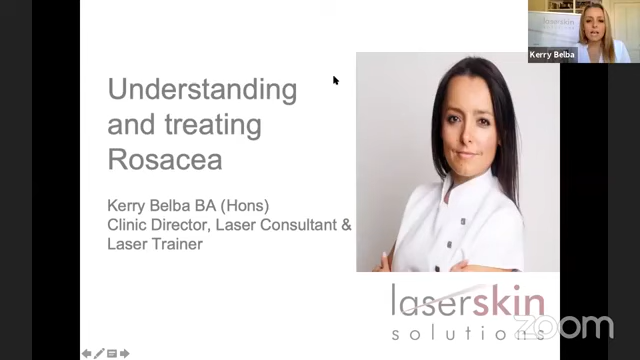 Understanding
and treating
Rosacea
Kerry Belba BA (Hons)
Clinic Director, Laser Consultant &
Laser Trainer
laserskin
solutions
zoom
laserskin
Kerry Belba